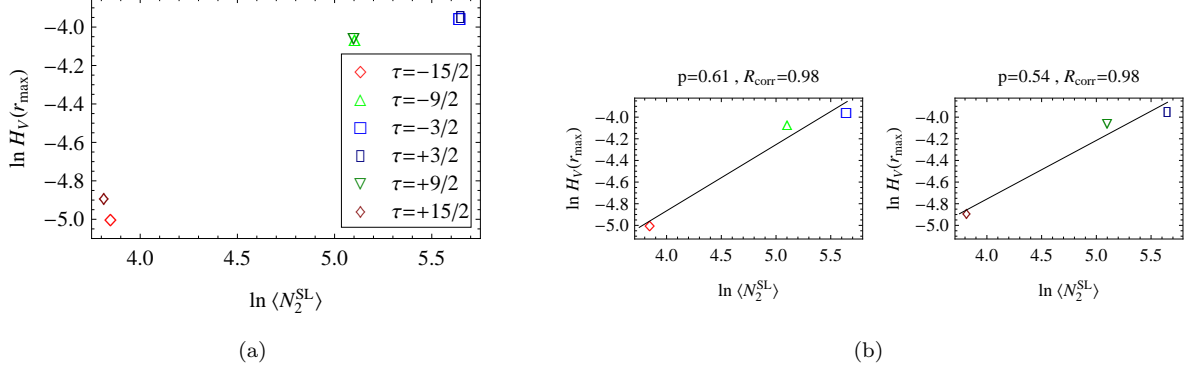 −4.0
−4.2
−4.4
−4.6
−4.8
−5.0
ln H_V(r_max)
τ=−15/2
τ=−9/2
τ=−3/2
τ=+3/2
τ=+9/2
τ=+15/2
4.0 4.5 5.0 5.5
ln ⟨N_2^SL⟩
(a)
p=0.61 , R_corr=0.98
−4.0
−4.2
−4.4
−4.6
−4.8
−5.0
ln H_V(r_max)
4.0 4.5 5.0 5.5
ln ⟨N_2^SL⟩
p=0.54 , R_corr=0.98
−4.0
−4.2
−4.4
−4.6
−4.8
−5.0
ln H_V(r_max)
4.0 4.5 5.0 5.5
ln ⟨N_2^SL⟩
(b)